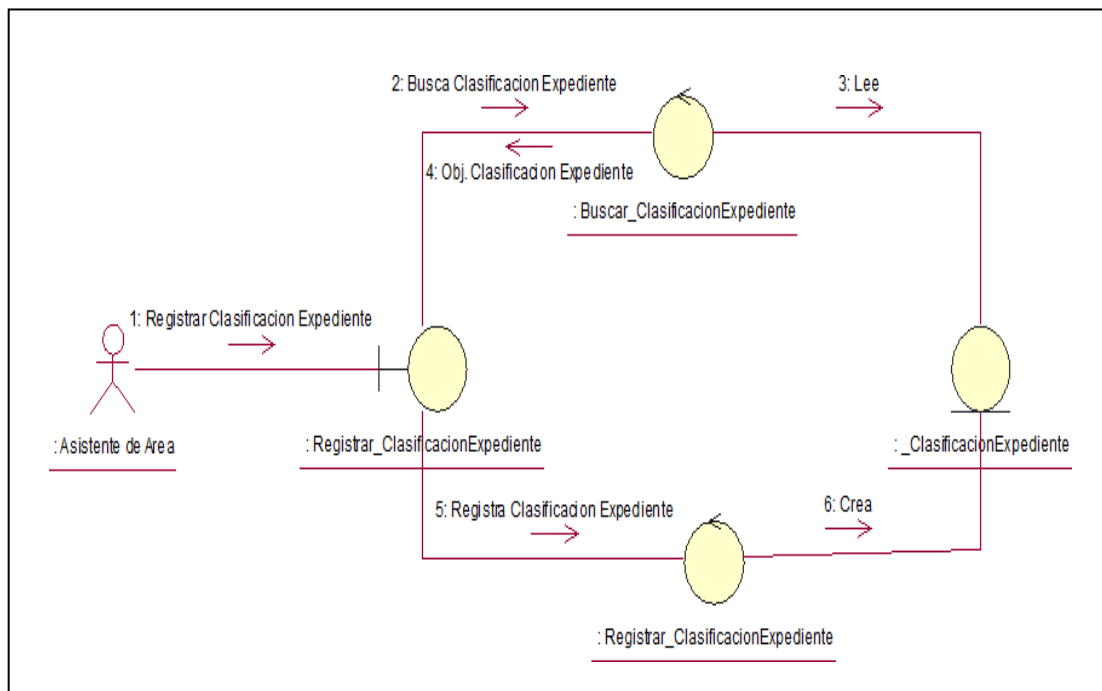 2: Busca Clasificacion Expediente
3: Lee
4: Obj. Clasificacion Expediente
: Buscar_ClasificacionExpediente
1: Registrar Clasificacion Expediente
: Asistente de Area
: Registrar_ClasificacionExpediente
: _ClasificacionExpediente
5: Registra Clasificacion Expediente
6: Crea
: Registrar_ClasificacionExpediente